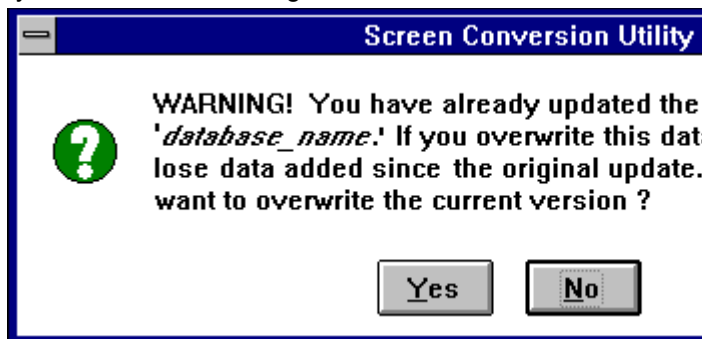 Screen Conversion Utility
WARNING! You have already updated the
'database_name.' If you overwrite this dat
lose data added since the original update.
want to overwrite the current version ?
Yes No